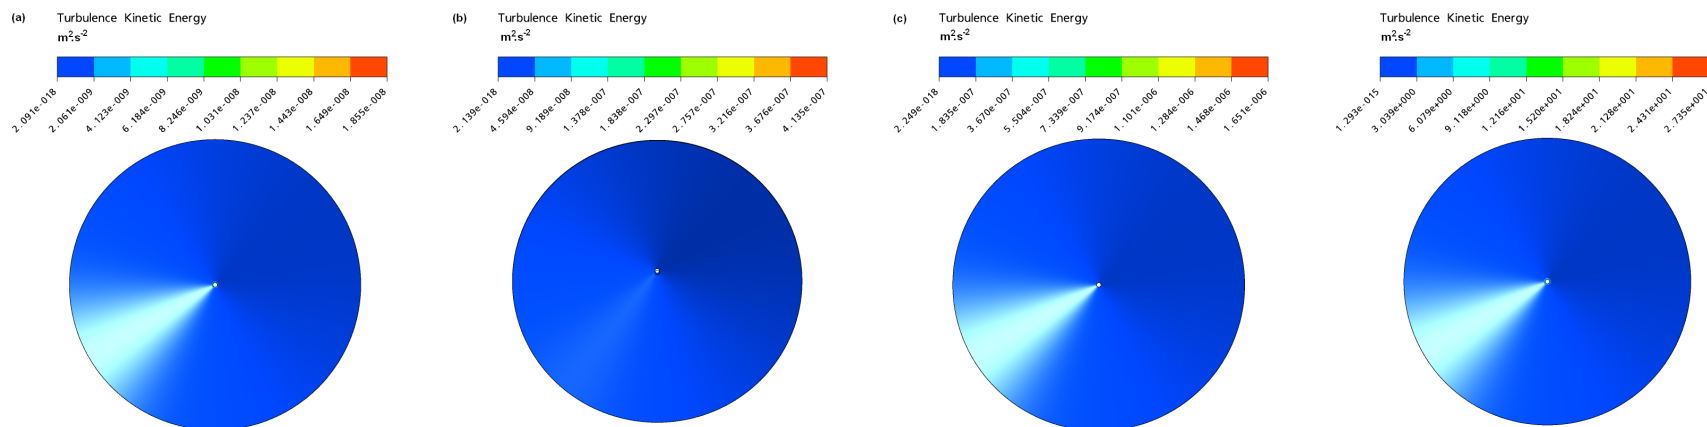 (a) Turbulence Kinetic Energy
m².s⁻²
2.091e-018 2.061e-009 4.123e-009 6.184e-009 8.246e-009 1.031e-008 1.237e-008 1.443e-008 1.649e-008 1.855e-008
(b) Turbulence Kinetic Energy
m².s⁻²
2.139e-018 4.594e-008 9.189e-008 1.378e-007 1.838e-007 2.297e-007 2.757e-007 3.216e-007 3.676e-007 4.135e-007
(c) Turbulence Kinetic Energy
m².s⁻²
2.249e-018 1.835e-007 3.670e-007 5.504e-007 7.339e-007 9.174e-007 1.101e-006 1.284e-006 1.468e-006 1.651e-006
Turbulence Kinetic Energy
m².s⁻²
1.293e-015 3.039e+000 6.079e+000 9.118e+000 1.216e+001 1.520e+001 1.824e+001 2.128e+001 2.431e+001 2.735e+001